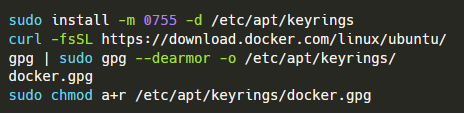 sudo install -m 0755 -d /etc/apt/keyrings
curl -fsSL https://download.docker.com/linux/ubuntu/
gpg | sudo gpg --dearmor -o /etc/apt/keyrings/
docker.gpg
sudo chmod a+r /etc/apt/keyrings/docker.gpg